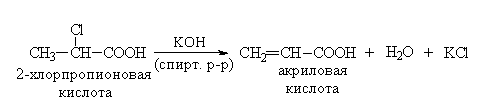 Cl
CH3—CH—COOH KOH (спирт. р-р) CH2=CH—COOH + H2O + KCl
2-хлорпропионовая акриловая
кислота кислота